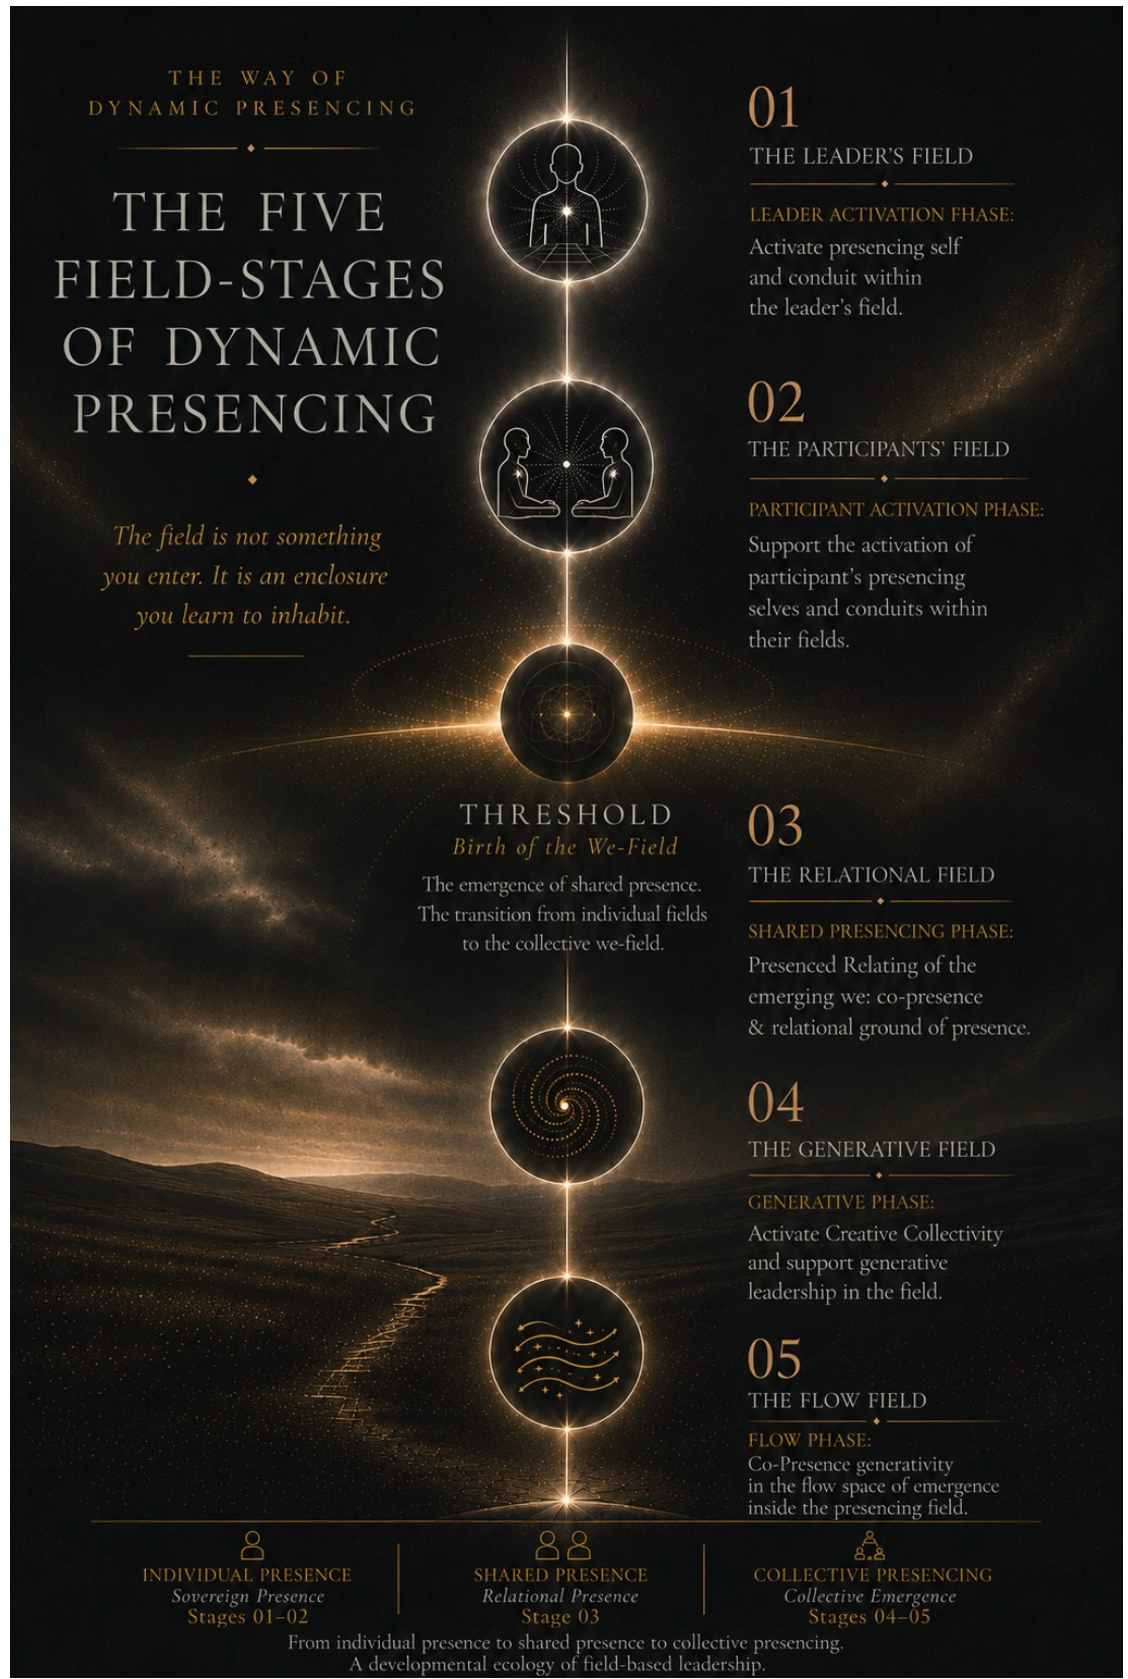 THE WAY OF
DYNAMIC PRESENCING
THE FIVE
FIELD-STAGES
OF DYNAMIC
PRESENCING
The field is not something
you enter. It is an enclosure
you learn to inhabit.
01
THE LEADER'S FIELD
LEADER ACTIVATION FHASE:
Activate presencing self
and conduit within
the leader's field.
02
THE PARTICIPANTS' FIELD
PARTICIPANT ACTIVATION PHASE:
Support the activation of
participant's presencing
selves and conduits within
their fields.
THRESHOLD
Birth of the We-Field
The emergence of shared presence.
The transition from individual fields
to the collective we-field.
03
THE RELATIONAL FIELD
SHARED PRESENCING PHASE:
Presenced Relating of the
emerging we: co-presence
& relational ground of presence.
04
THE GENERATIVE FIELD
GENERATIVE PHASE:
Activate Creative Collectivity
and support generative
leadership in the field.
05
THE FLOW FIELD
FLOW PHASE:
Co-Presence generativity
in the flow space of emergence
inside the presencing field.
INDIVIDUAL PRESENCE
Sovereign Presence
Stages 01–02
SHARED PRESENCE
Relational Presence
Stage 03
COLLECTIVE PRESENCING
Collective Emergence
Stages 04–05
From individual presence to shared presence to collective presencing.
A developmental ecology of field-based leadership.